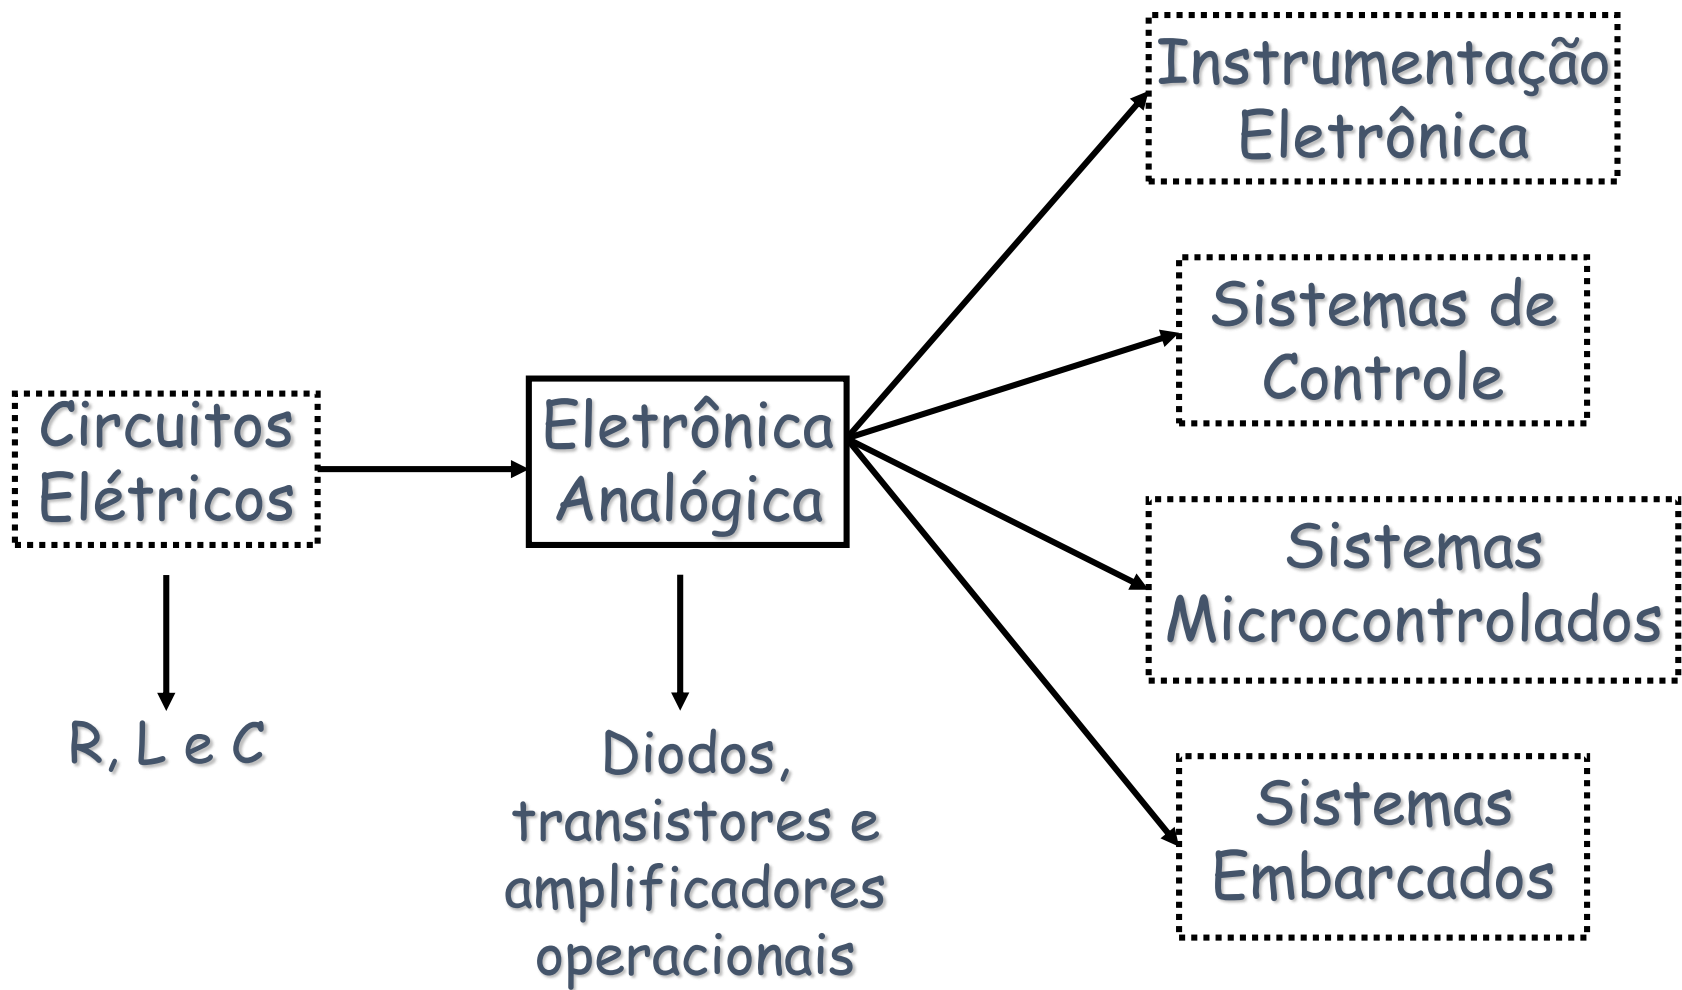 Circuitos
Elétricos
R, L e C
Eletrônica
Analógica
Diodos,
transistores e
amplificadores
operacionais
Instrumentação
Eletrônica
Sistemas de
Controle
Sistemas
Microcontrolados
Sistemas
Embarcados